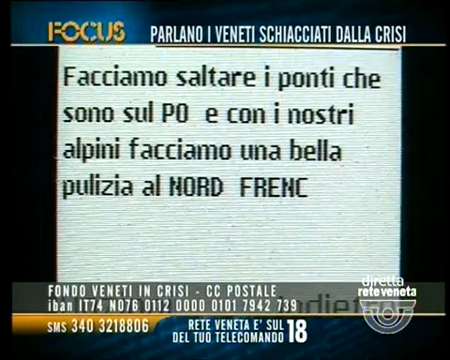 FOCUS PARLANO I VENETI SCHIACCIATI DALLA CRISI
Facciamo saltare i ponti che
sono sul PO e con i nostri
alpini facciamo una bella
pulizia al NORD FRENC
diretta
reteveneta
FONDO VENETI IN CRISI - CC POSTALE
iban IT74 N076 0112 0000 0101 7942 739
SMS 340 3218806
RETE VENETA E' SUL 18
DEL TUO TELECOMANDO